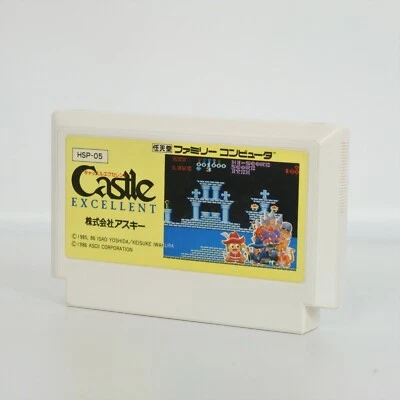 HSP-05
任天堂 ファミリー コンピュータ
キャッスルエクセレント
Castle
EXCELLENT
株式会社アスキー
©1985, 86 ISAO YOSHIDA/KEISUKE IWAKURA
©1986 ASCII CORPORATION
001000